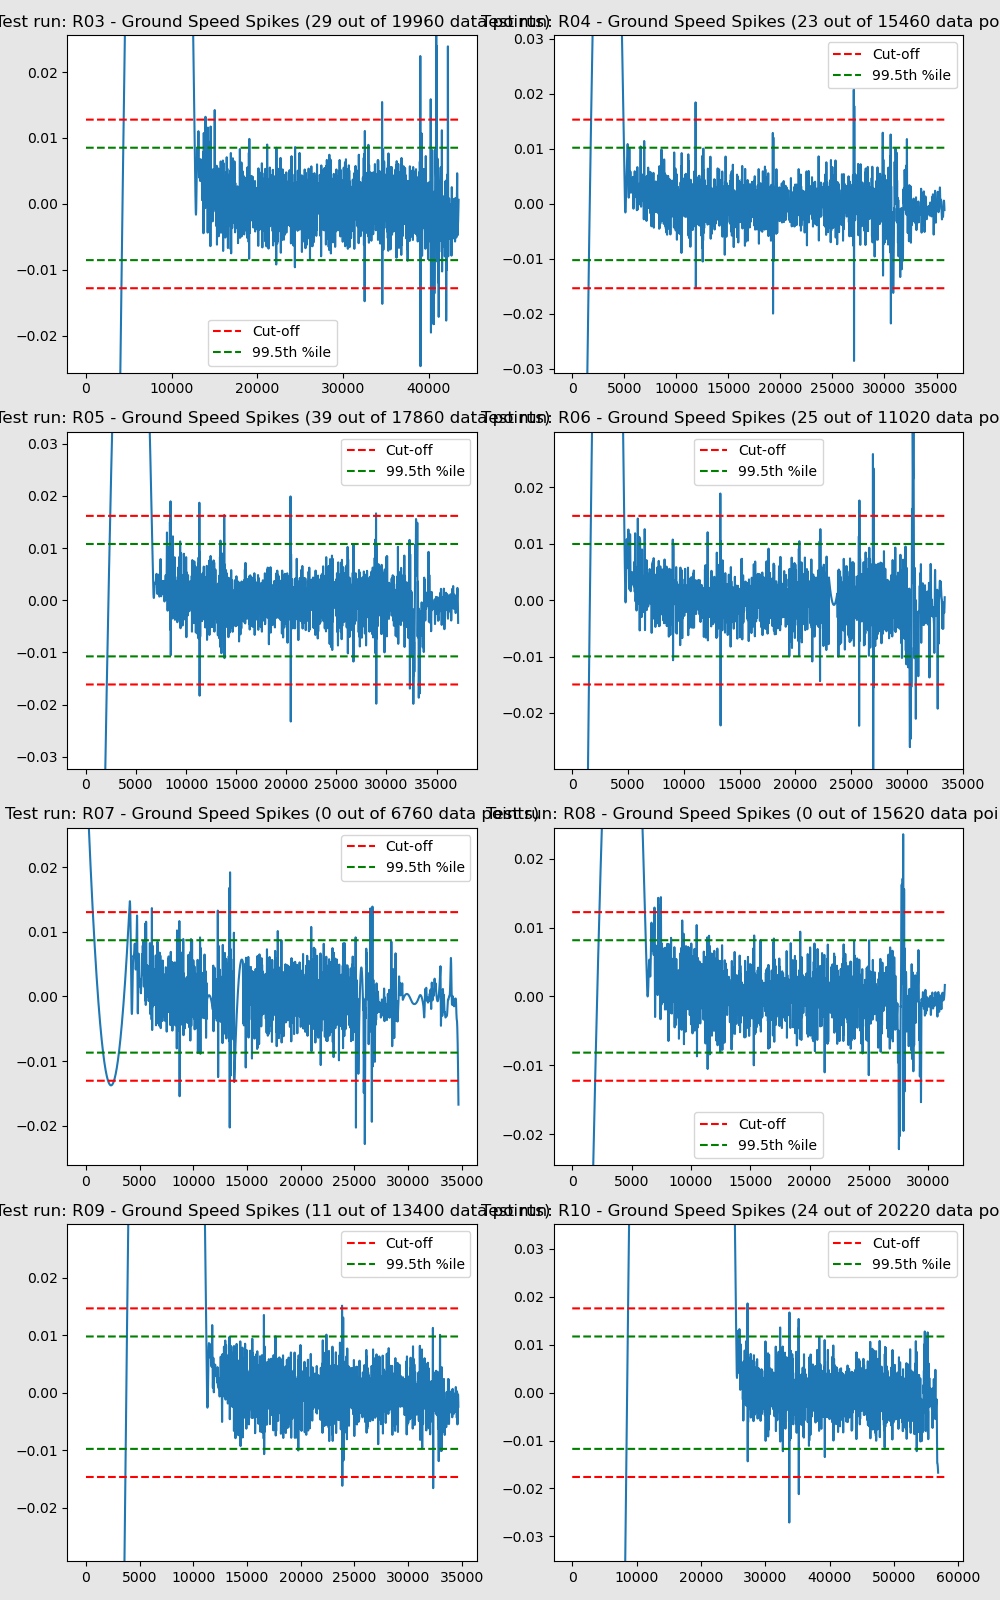 Test run: R03 - Ground Speed Spikes (29 out of 19960 data points)
0.02
0.01
0.00
−0.01
−0.02
Cut-off
99.5th %ile
0 10000 20000 30000 40000
Test run: R04 - Ground Speed Spikes (23 out of 15460 data po
0.03
0.02
0.01
0.00
−0.01
−0.02
−0.03
Cut-off
99.5th %ile
0 5000 10000 15000 20000 25000 30000 35000
Test run: R05 - Ground Speed Spikes (39 out of 17860 data points)
0.03
0.02
0.01
0.00
−0.01
−0.02
−0.03
Cut-off
99.5th %ile
0 5000 10000 15000 20000 25000 30000 35000
Test run: R06 - Ground Speed Spikes (25 out of 11020 data po
0.02
0.01
0.00
−0.01
−0.02
Cut-off
99.5th %ile
0 5000 10000 15000 20000 25000 30000 35000
Test run: R07 - Ground Speed Spikes (0 out of 6760 data points)
0.02
0.01
0.00
−0.01
−0.02
Cut-off
99.5th %ile
0 5000 10000 15000 20000 25000 30000 35000
Test run: R08 - Ground Speed Spikes (0 out of 15620 data poi
0.02
0.01
0.00
−0.01
−0.02
Cut-off
99.5th %ile
0 5000 10000 15000 20000 25000 30000
Test run: R09 - Ground Speed Spikes (11 out of 13400 data points)
0.02
0.01
0.00
−0.01
−0.02
Cut-off
99.5th %ile
0 5000 10000 15000 20000 25000 30000 35000
Test run: R10 - Ground Speed Spikes (24 out of 20220 data po
0.03
0.02
0.01
0.00
−0.01
−0.02
−0.03
Cut-off
99.5th %ile
0 10000 20000 30000 40000 50000 60000